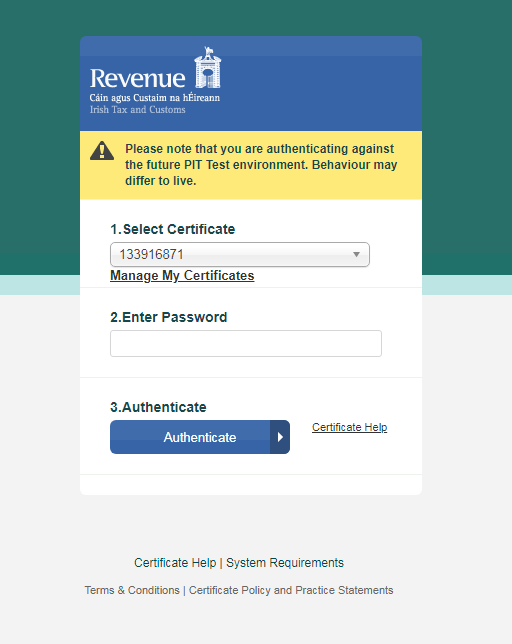 Revenue
Cáin agus Custaim na hÉireann
Irish Tax and Customs
Please note that you are authenticating against
the future PIT Test environment. Behaviour may
differ to live.
1.Select Certificate
133916871
Manage My Certificates
2.Enter Password
3.Authenticate
Authenticate
Certificate Help
Certificate Help | System Requirements
Terms & Conditions | Certificate Policy and Practice Statements